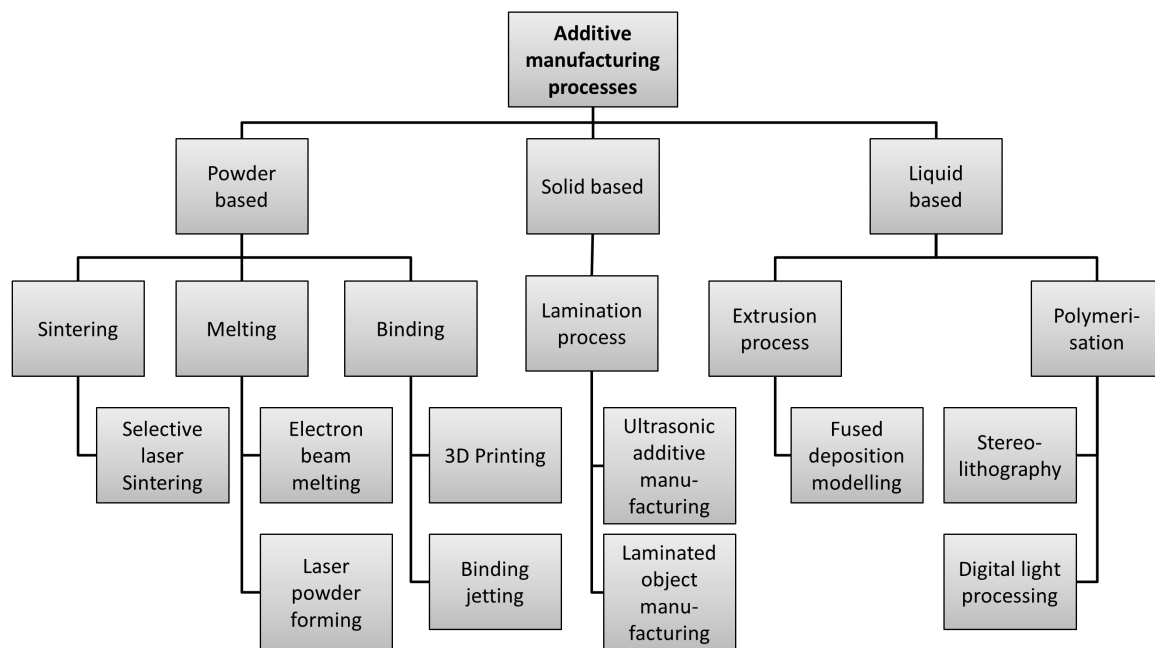 Additive
manufacturing
processes
Powder
based
Solid based
Liquid
based
Sintering
Melting
Binding
Lamination
process
Extrusion
process
Polymeri-
sation
Selective
laser
Sintering
Electron
beam
melting
3D Printing
Ultrasonic
additive
manu-
facturing
Fused
deposition
modelling
Stereo-
lithography
Laser
powder
forming
Binding
jetting
Laminated
object
manu-
facturing
Digital light
processing